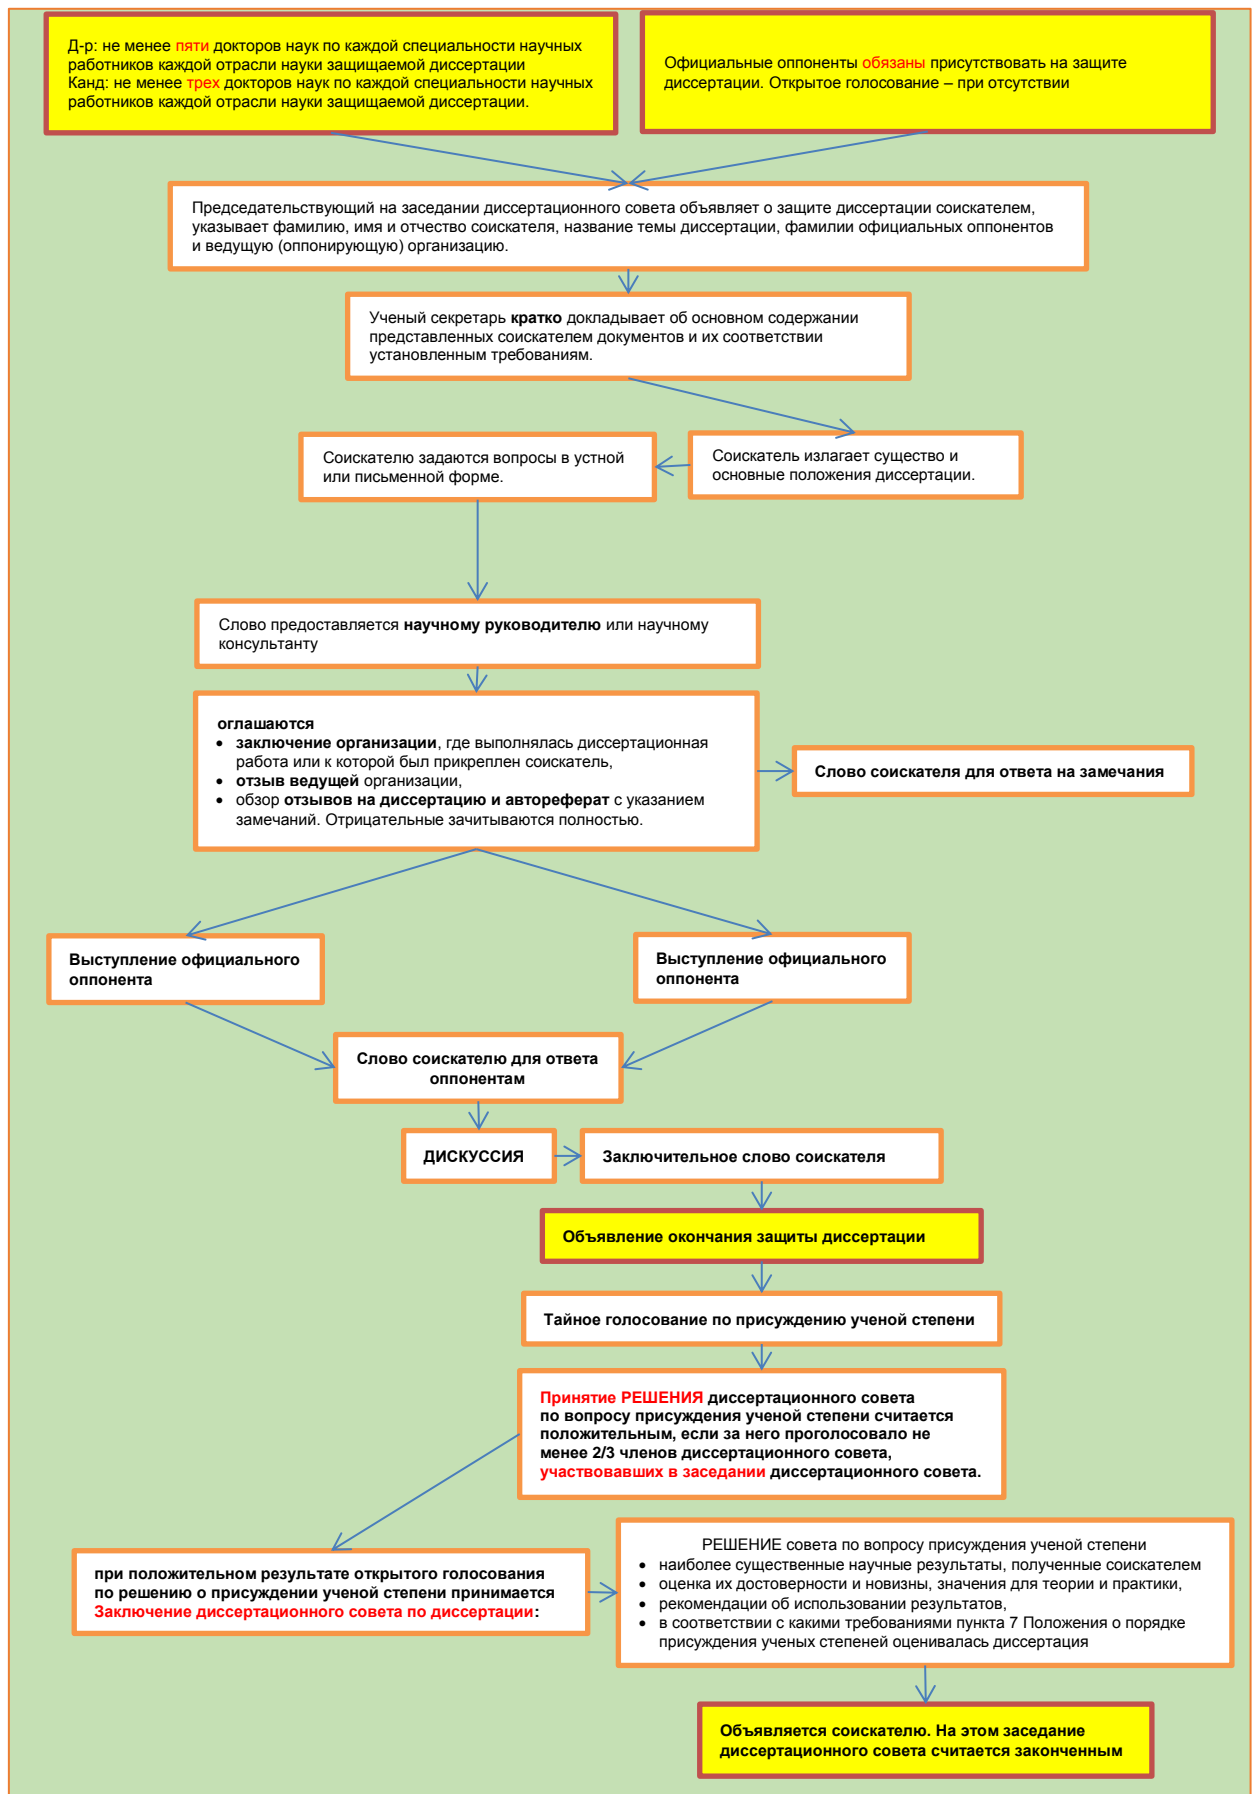 Д-р: не менее пяти докторов наук по каждой специальности научных
работников каждой отрасли науки защищаемой диссертации
Канд: не менее трех докторов наук по каждой специальности научных
работников каждой отрасли науки защищаемой диссертации.
Официальные оппоненты обязаны присутствовать на защите
диссертации. Открытое голосование – при отсутствии
Председательствующий на заседании диссертационного совета объявляет о защите диссертации соискателем,
указывает фамилию, имя и отчество соискателя, название темы диссертации, фамилии официальных оппонентов
и ведущую (оппонирующую) организацию.
Ученый секретарь кратко докладывает об основном содержании
представленных соискателем документов и их соответствии
установленным требованиям.
Соискатель излагает существо и
основные положения диссертации.
Соискателю задаются вопросы в устной
или письменной форме.
Слово предоставляется научному руководителю или научному
консультанту
оглашаются
• заключение организации, где выполнялась диссертационная
работа или к которой был прикреплен соискатель,
• отзыв ведущей организации,
• обзор отзывов на диссертацию и автореферат с указанием
замечаний. Отрицательные зачитываются полностью.
Слово соискателя для ответа на замечания
Выступление официального
оппонента
Выступление официального
оппонента
Слово соискателю для ответа
оппонентам
ДИСКУССИЯ
Заключительное слово соискателя
Объявление окончания защиты диссертации
Тайное голосование по присуждению ученой степени
Принятие РЕШЕНИЯ диссертационного совета
по вопросу присуждения ученой степени считается
положительным, если за него проголосовало не
менее 2/3 членов диссертационного совета,
участвовавших в заседании диссертационного совета.
при положительном результате открытого голосования
по решению о присуждении ученой степени принимается
Заключение диссертационного совета по диссертации:
РЕШЕНИЕ совета по вопросу присуждения ученой степени
• наиболее существенные научные результаты, полученные соискателем
• оценка их достоверности и новизны, значения для теории и практики,
• рекомендации об использовании результатов,
• в соответствии с какими требованиями пункта 7 Положения о порядке
присуждения ученых степеней оценивалась диссертация
Объявляется соискателю. На этом заседание
диссертационного совета считается законченным